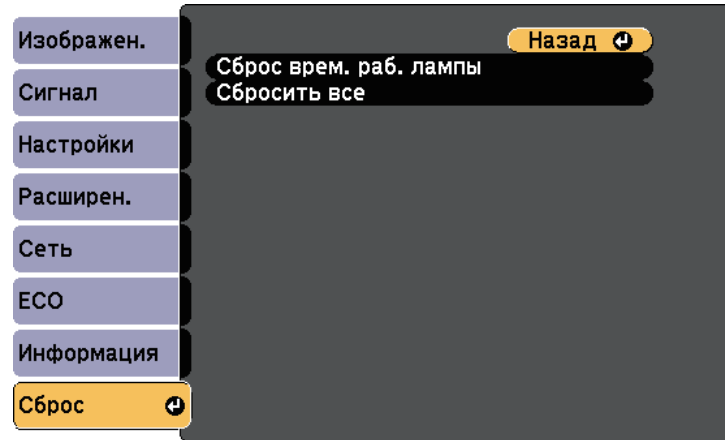 Изображен.
Сигнал
Настройки
Расширен.
Сеть
ECO
Информация
Сброс
Назад
Сброс врем. раб. лампы
Сбросить все